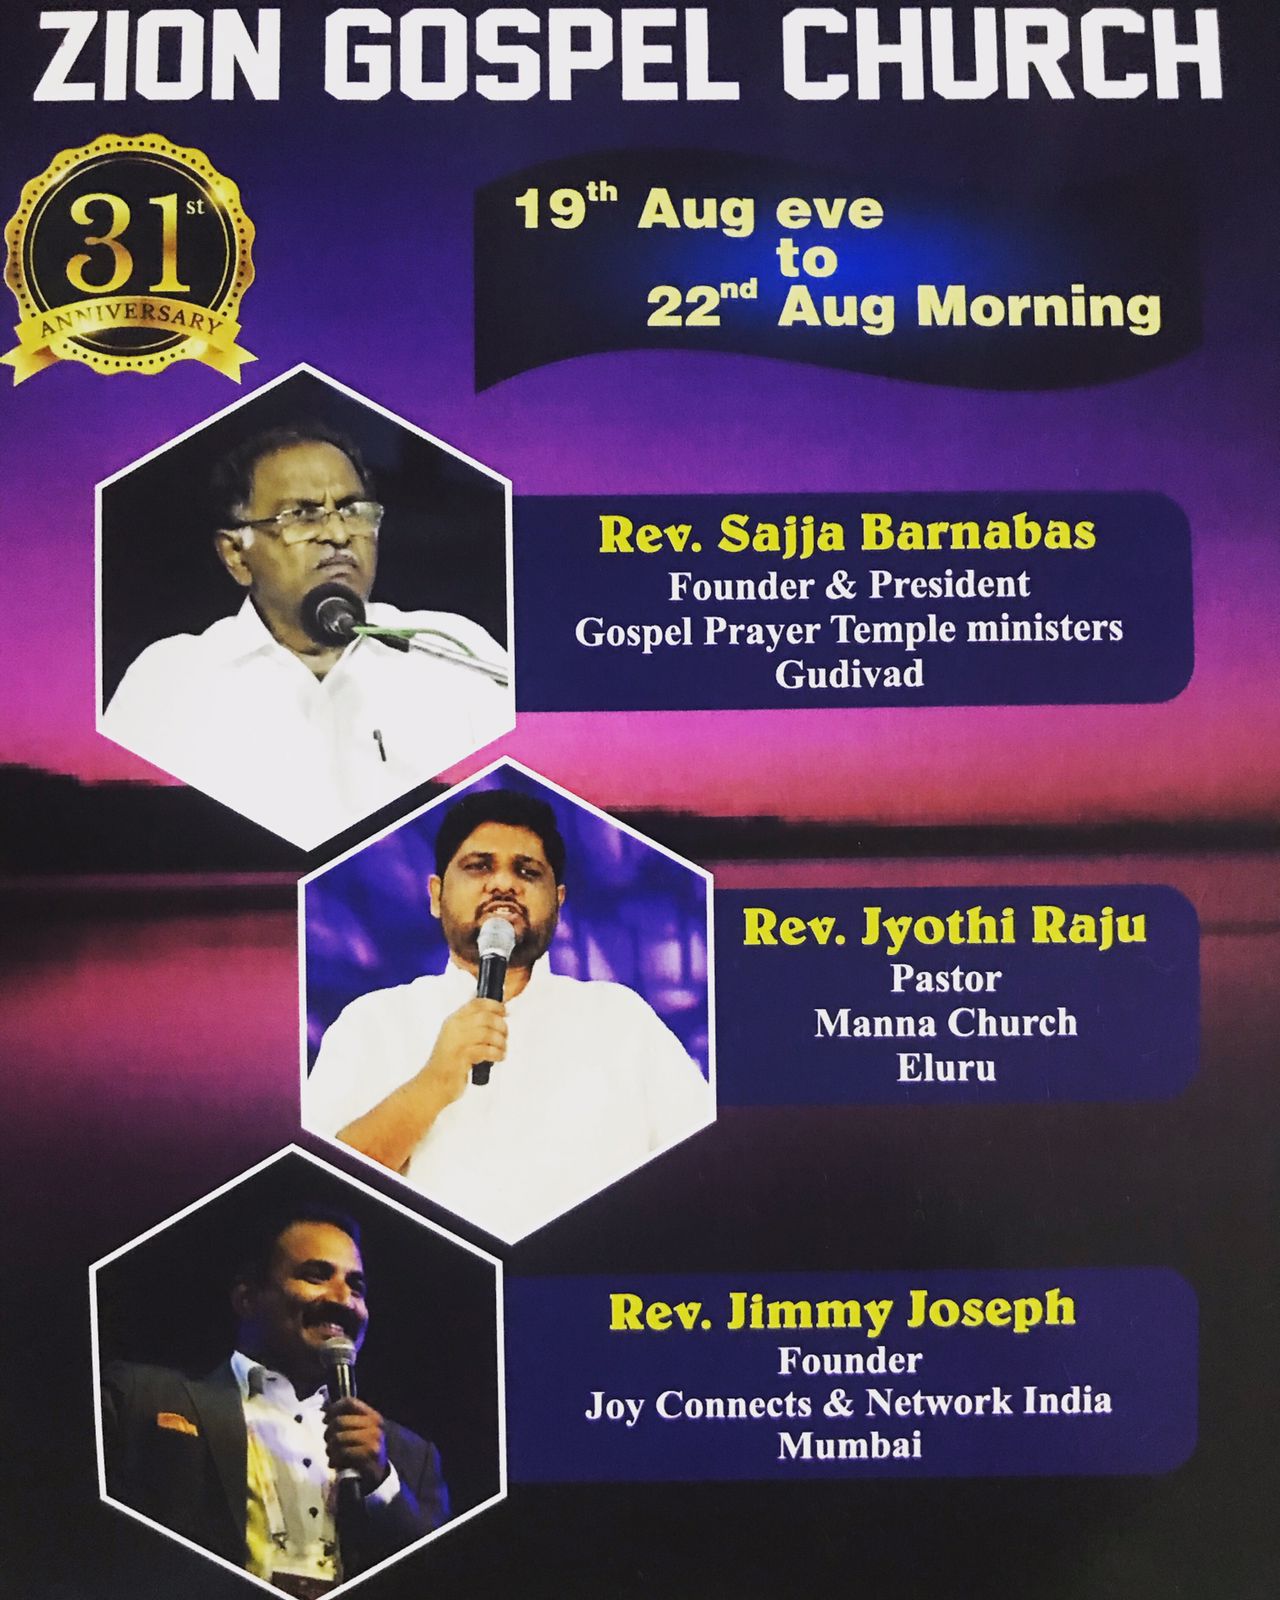 ZION GOSPEL CHURCH
31st
ANNIVERSARY
19th Aug eve
to
22nd Aug Morning
Rev. Sajja Barnabas
Founder & President
Gospel Prayer Temple ministers
Gudivad
Rev. Jyothi Raju
Pastor
Manna Church
Eluru
Rev. Jimmy Joseph
Founder
Joy Connects & Network India
Mumbai